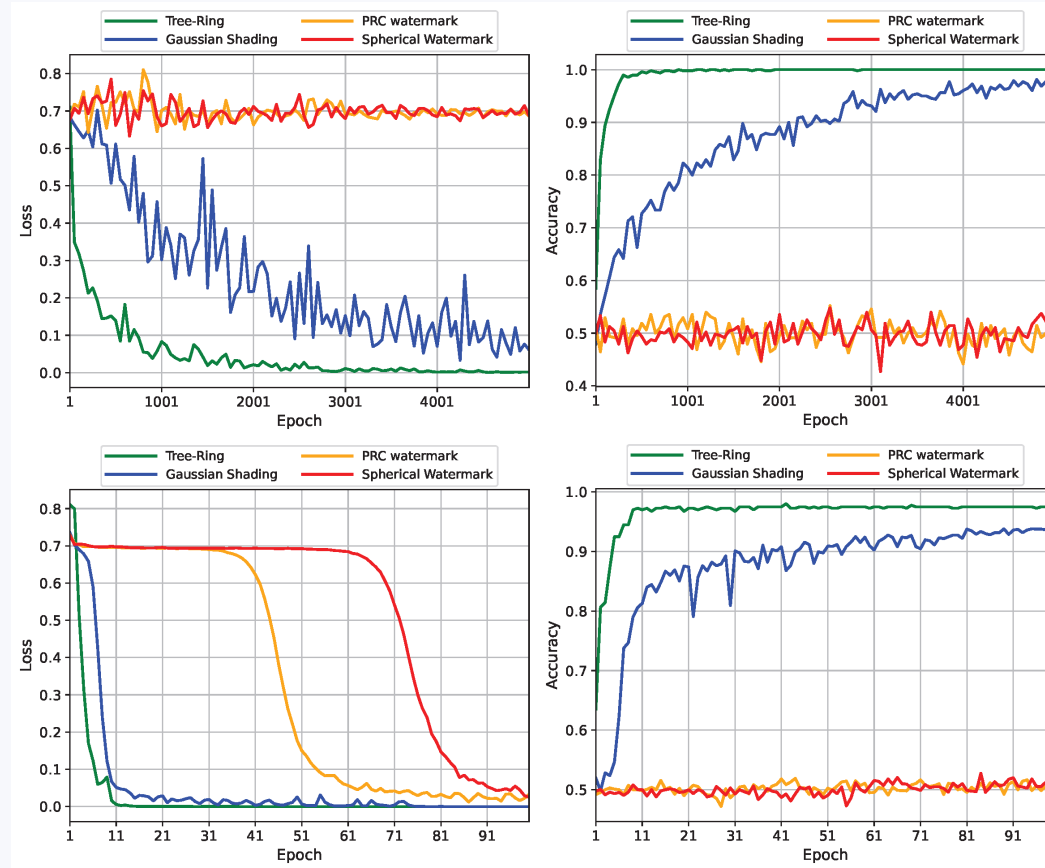 Tree-Ring PRC watermark
Gaussian Shading Spherical Watermark
0.8
0.7
0.6
0.5
0.4
0.3
0.2
0.1
0.0
Loss
1 1001 2001 3001 4001
Epoch
Tree-Ring PRC watermark
Gaussian Shading Spherical Watermark
1.0
0.9
0.8
0.7
0.6
0.5
0.4
Accuracy
1 1001 2001 3001 4001
Epoch
Tree-Ring PRC watermark
Gaussian Shading Spherical Watermark
0.8
0.7
0.6
0.5
0.4
0.3
0.2
0.1
0.0
Loss
1 11 21 31 41 51 61 71 81 91
Epoch
Tree-Ring PRC watermark
Gaussian Shading Spherical Watermark
1.0
0.9
0.8
0.7
0.6
0.5
Accuracy
1 11 21 31 41 51 61 71 81 91
Epoch